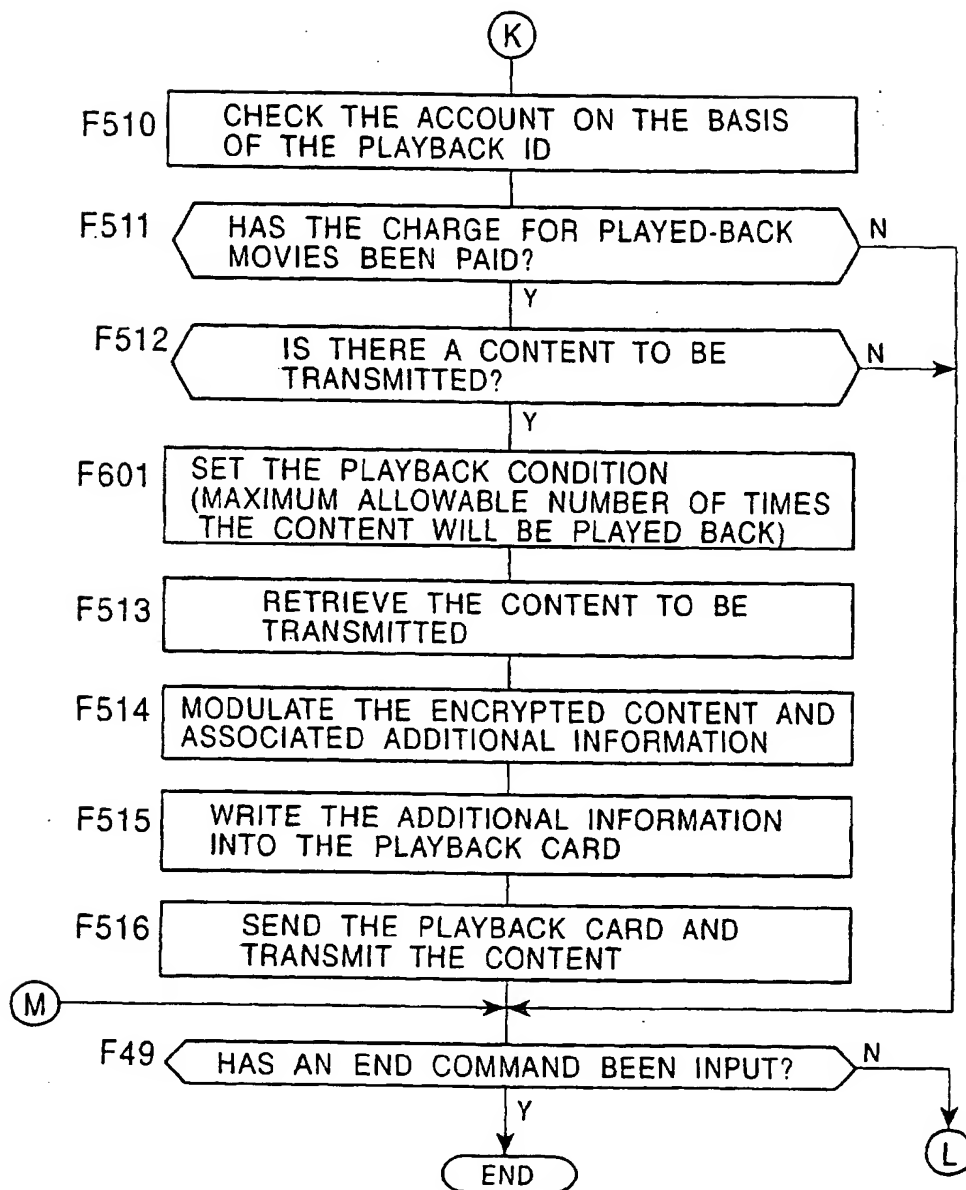 K
F510
CHECK THE ACCOUNT ON THE BASIS
OF THE PLAYBACK ID
F511
HAS THE CHARGE FOR PLAYED-BACK
MOVIES BEEN PAID?
N
Y
F512
IS THERE A CONTENT TO BE
TRANSMITTED?
N
Y
F601
SET THE PLAYBACK CONDITION
(MAXIMUM ALLOWABLE NUMBER OF TIMES
THE CONTENT WILL BE PLAYED BACK)
F513
RETRIEVE THE CONTENT TO BE
TRANSMITTED
F514
MODULATE THE ENCRYPTED CONTENT AND
ASSOCIATED ADDITIONAL INFORMATION
F515
WRITE THE ADDITIONAL INFORMATION
INTO THE PLAYBACK CARD
F516
SEND THE PLAYBACK CARD AND
TRANSMIT THE CONTENT
M
F49
HAS AN END COMMAND BEEN INPUT?
N
Y
L
END